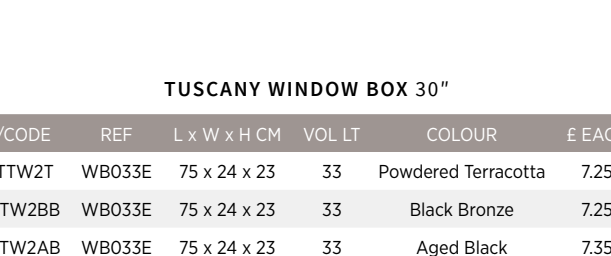 TUSCANY WINDOW BOX 30"
/CODE REF L x W x H CM VOL LT COLOUR £ EAC
TTW2T WB033E 75 x 24 x 23 33 Powdered Terracotta 7.25
TW2BB WB033E 75 x 24 x 23 33 Black Bronze 7.25
TW2AB WB033E 75 x 24 x 23 33 Aged Black 7.35